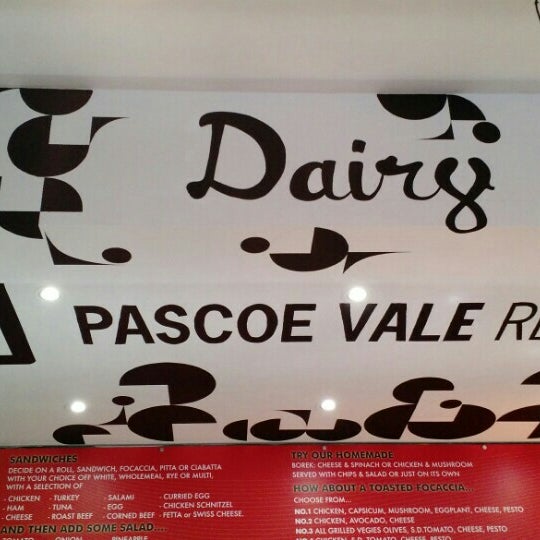 Dairy
PASCOE VALE
SANDWICHES
DECIDE ON A ROLL, SANDWICH, FOCACCIA, PITTA OR CIABATTA
WITH YOUR CHOICE OFF WHITE, WHOLEMEAL, RYE OR MULTI,
WITH A SELECTION OF
- CHICKEN - TURKEY - SALAMI - CURRIED EGG
- HAM - TUNA - EGG - CHICKEN SCHNITZEL
- CHEESE - ROAST BEEF - CORNED BEEF - FETTA or SWISS CHEESE
AND THEN ADD SOME SALAD....
TRY OUR HOMEMADE
BOREK: CHEESE & SPINACH OR CHICKEN & MUSHROOM
SERVED WITH CHIPS & SALAD OR JUST ON ITS OWN
HOW ABOUT A TOASTED FOCACCIA...
CHOOSE FROM...
NO.1 CHICKEN, CAPSICUM, MUSHROOM, EGGPLANT, CHEESE, PESTO
NO.2 CHICKEN, AVOCADO, CHEESE
NO.3 ALL GRILLED VEGIES OLIVES, S.D.TOMATO, CHEESE, PESTO